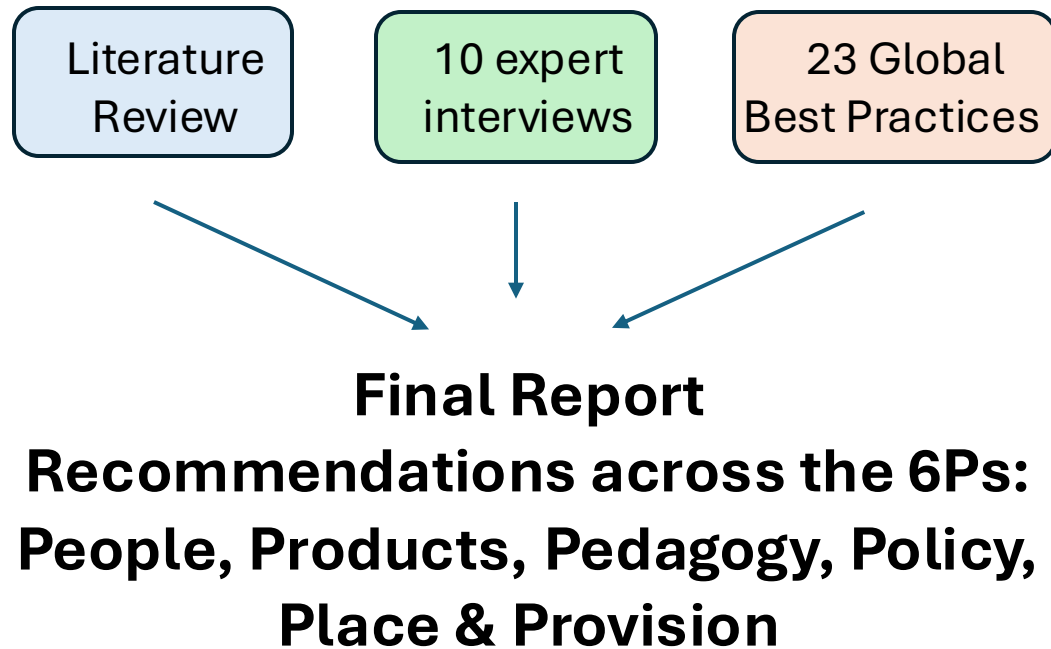 Literature
Review
10 expert
interviews
23 Global
Best Practices
Final Report
Recommendations across the 6Ps:
People, Products, Pedagogy, Policy,
Place & Provision